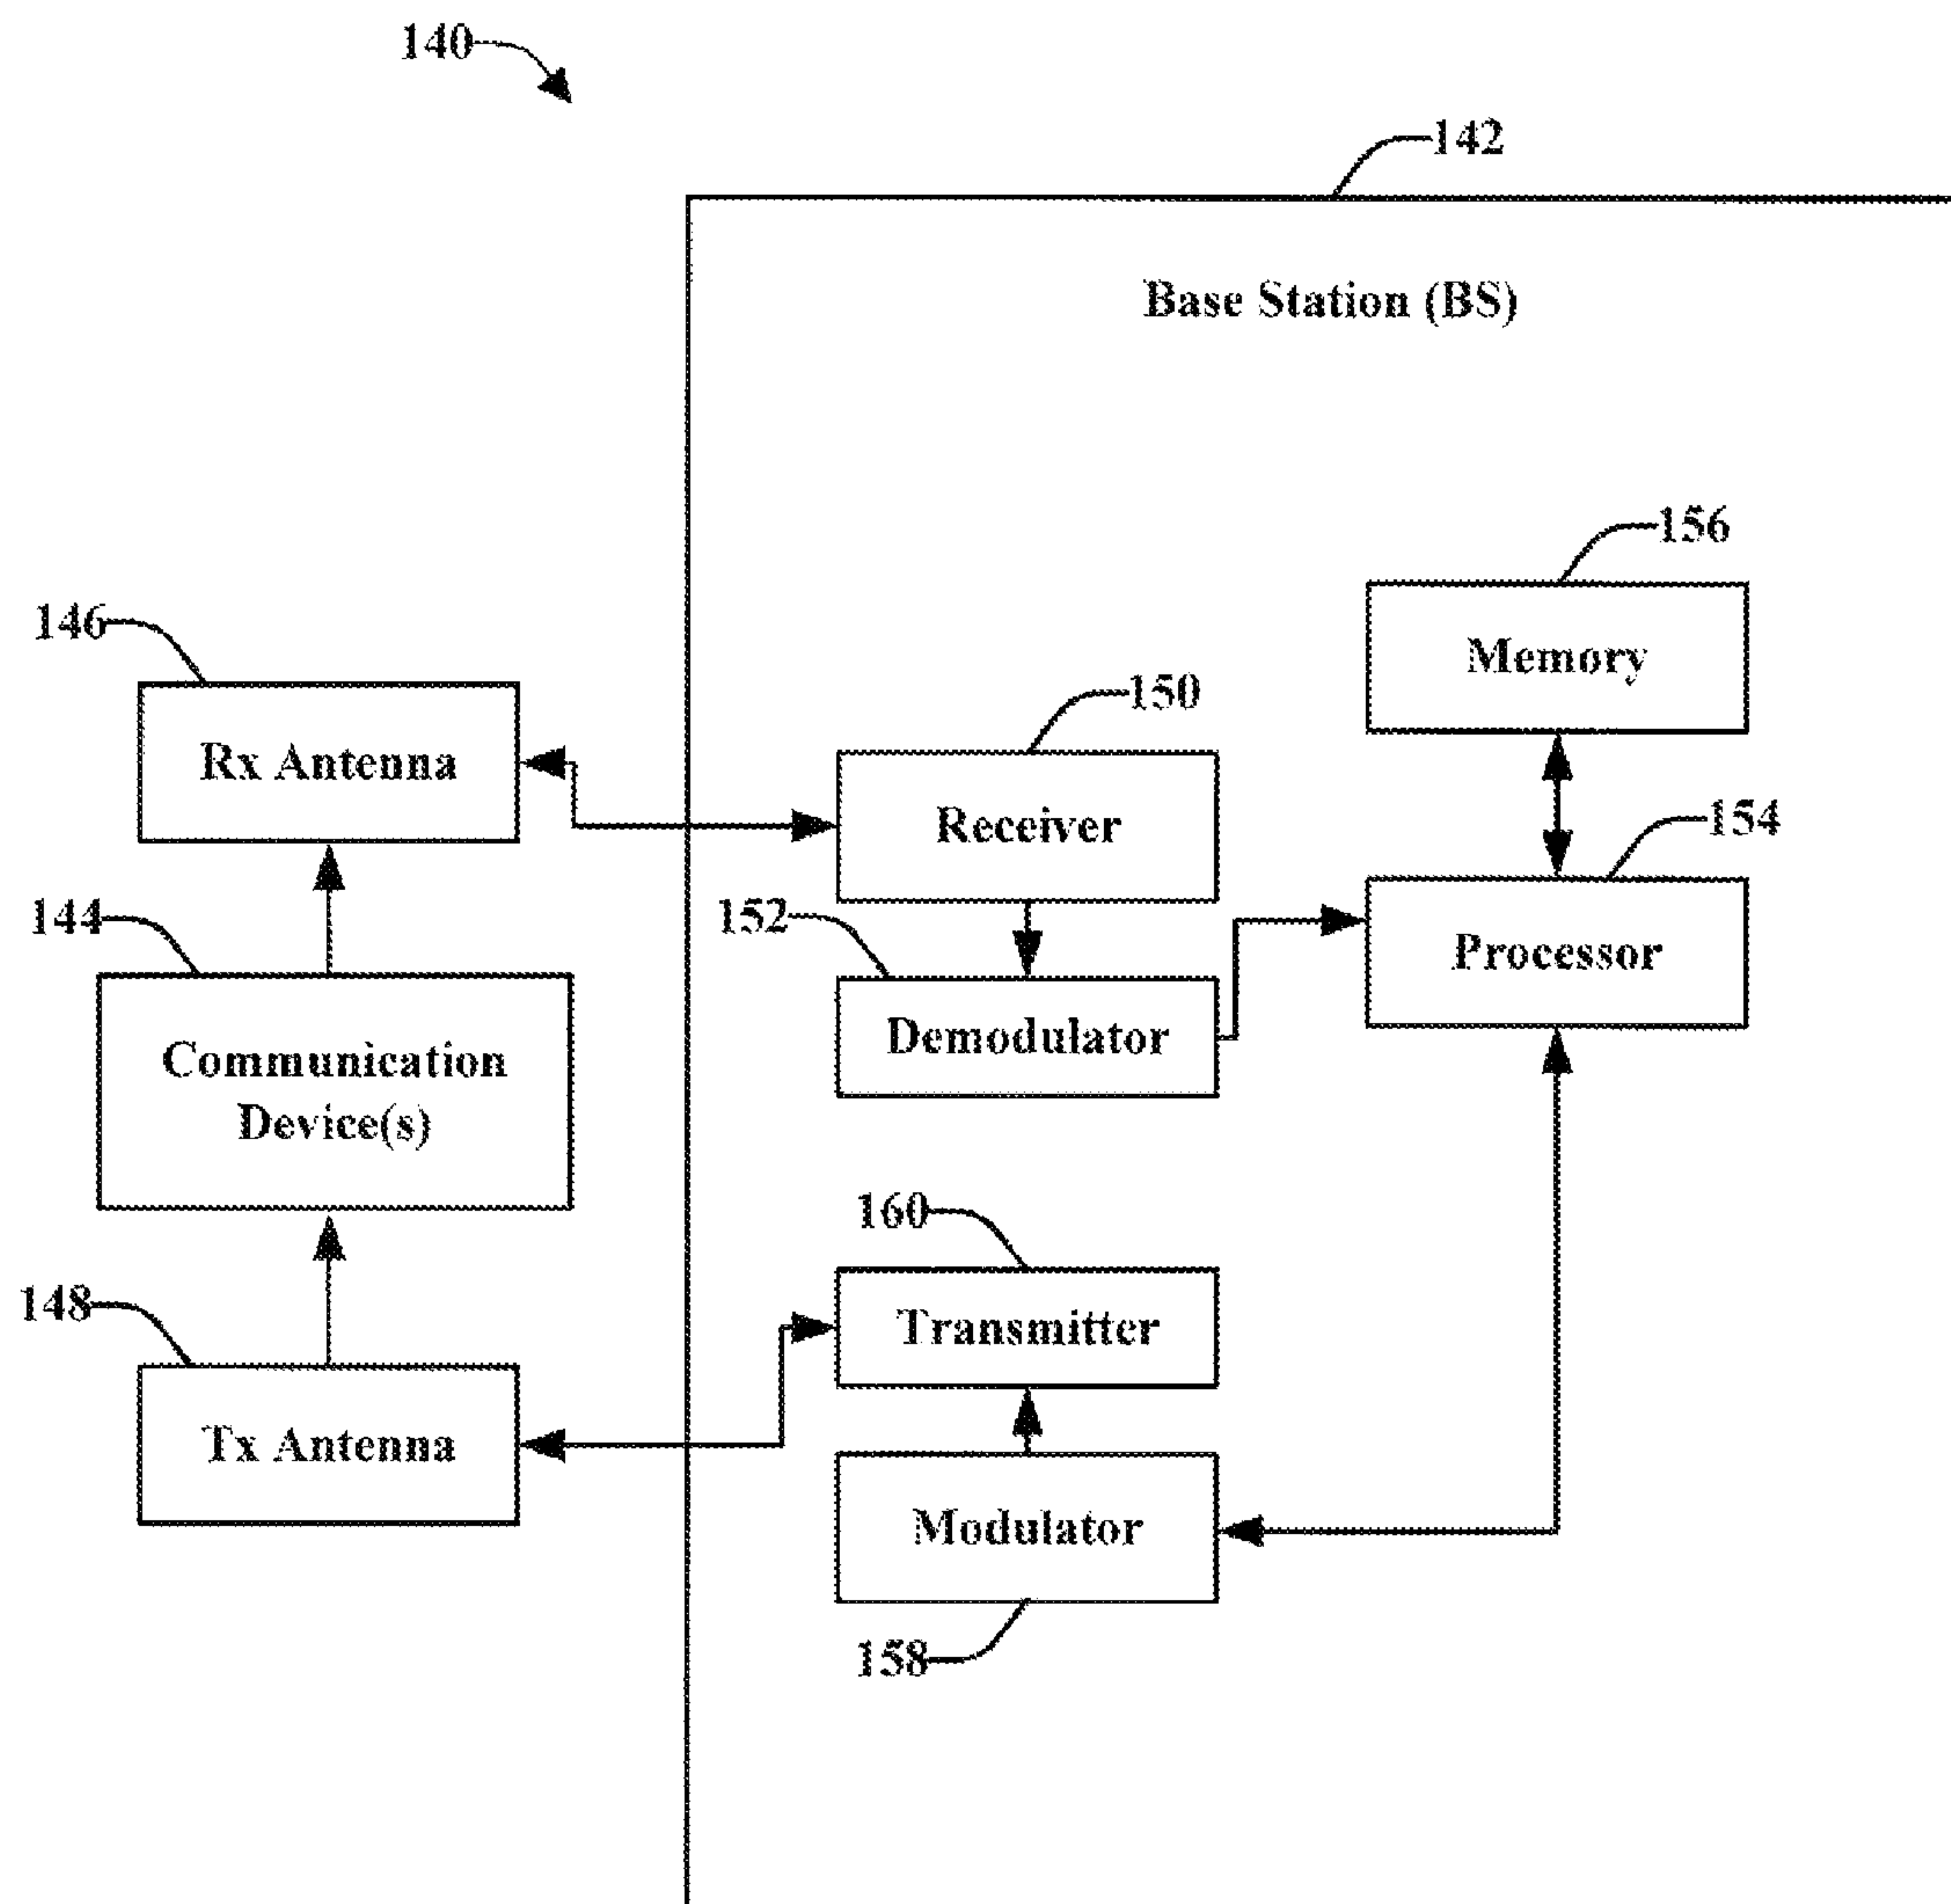 140
142
Base Station (BS)
156
Memory
146
Rx Antenna
150
Receiver
154
Processor
144
Communication
Device(s)
152
Demodulator
160
Transmitter
148
Tx Antenna
Modulator
158